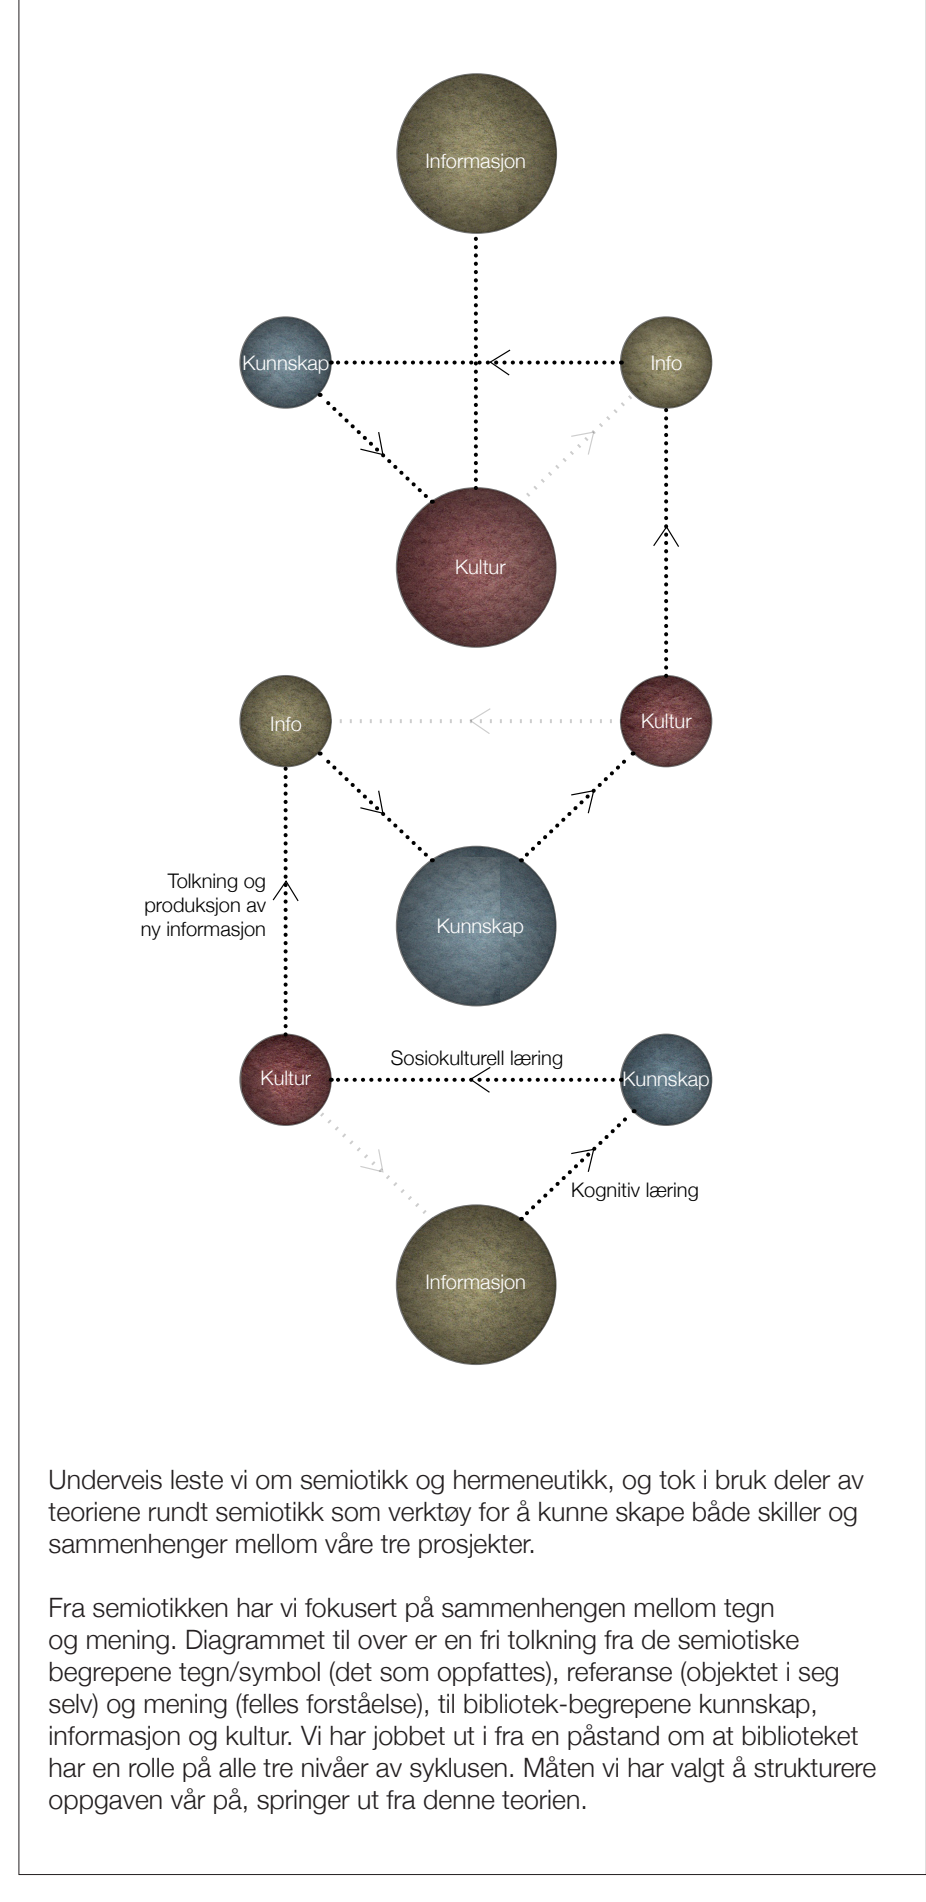 Informasjon
Kunnskap
Info
Kultur
Info
Kultur
Tolkning og
produksjon av
ny informasjon
Kunnskap
Sosiokulturell læring
Kultur
Kunnskap
Kognitiv læring
Informasjon
Underveis leste vi om semiotikk og hermeneutikk, og tok i bruk deler av
teoriene rundt semiotikk som verktøy for å kunne skape både skiller og
sammenhenger mellom våre tre prosjekter.
Fra semiotikken har vi fokusert på sammenhengen mellom tegn
og mening. Diagrammet til over er en fri tolkning fra de semiotiske
begrepene tegn/symbol (det som oppfattes), referanse (objektet i seg
selv) og mening (felles forståelse), til bibliotek-begrepene kunnskap,
informasjon og kultur. Vi har jobbet ut i fra en påstand om at biblioteket
har en rolle på alle tre nivåer av syklusen. Måten vi har valgt å strukturere
oppgaven vår på, springer ut fra denne teorien.